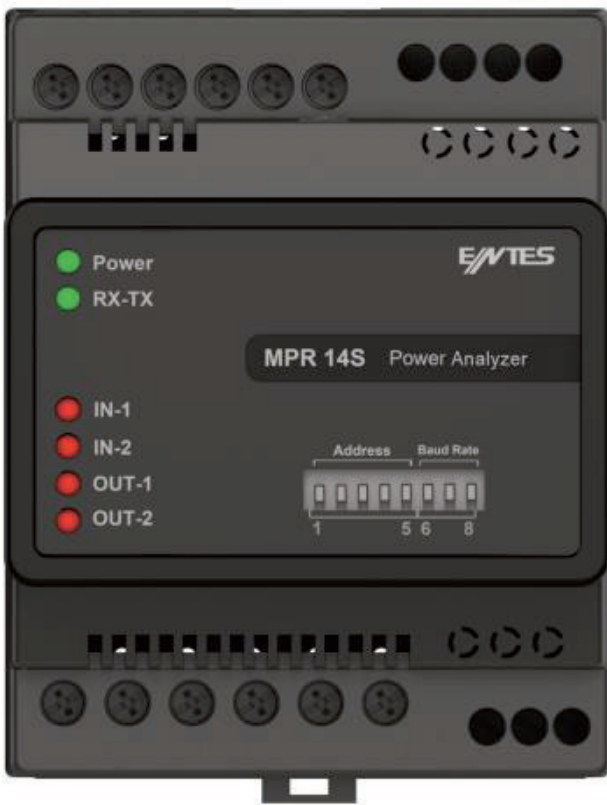 ENTES
Power
RX-TX
MPR 14S Power Analyzer
IN-1
IN-2
OUT-1
OUT-2
Address Baud Rate
1 5 6 8